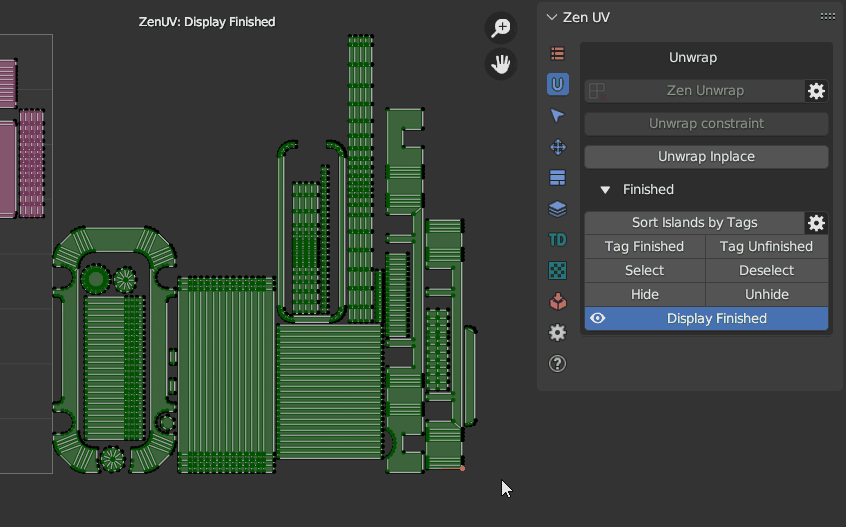 ZenUV: Display Finished
Zen UV
Unwrap
Zen Unwrap
Unwrap constraint
Unwrap Inplace
Finished
Sort Islands by Tags
Tag Finished Tag Unfinished
Select Deselect
TD
Hide Unhide
Display Finished